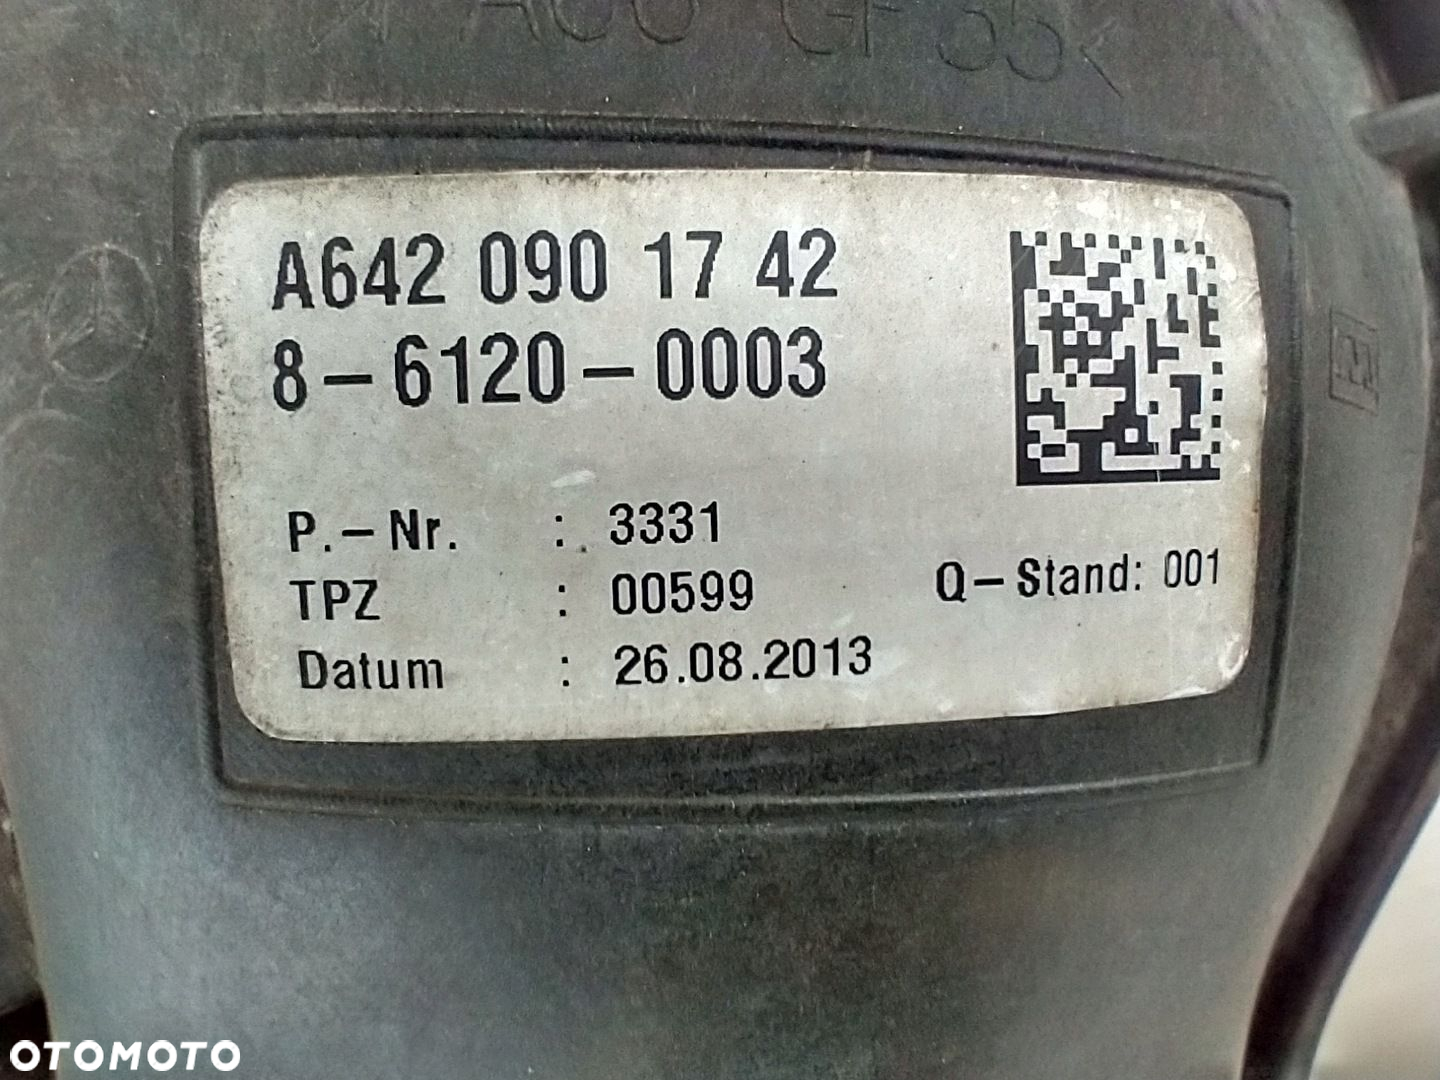 A642 090 17 42
8-6120-0003
P.-Nr. : 3331
TPZ : 00599
Q-Stand: 001
Datum : 26.08.2013
OTOMOTO